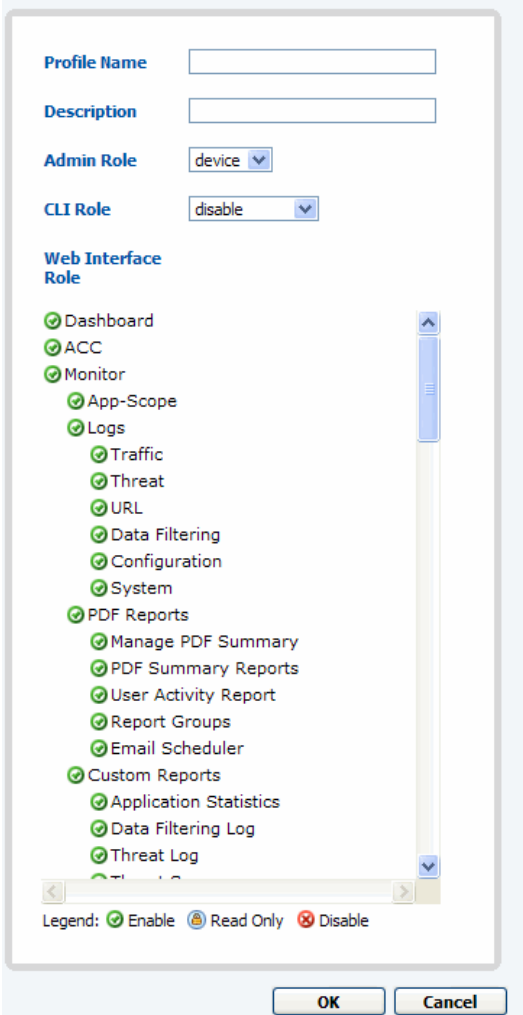 Profile Name
Description
Admin Role device
CLI Role disable
Web Interface
Role
Dashboard
ACC
Monitor
App-Scope
Logs
Traffic
Threat
URL
Data Filtering
Configuration
System
PDF Reports
Manage PDF Summary
PDF Summary Reports
User Activity Report
Report Groups
Email Scheduler
Custom Reports
Application Statistics
Data Filtering Log
Threat Log
Legend: Enable Read Only Disable
OK Cancel